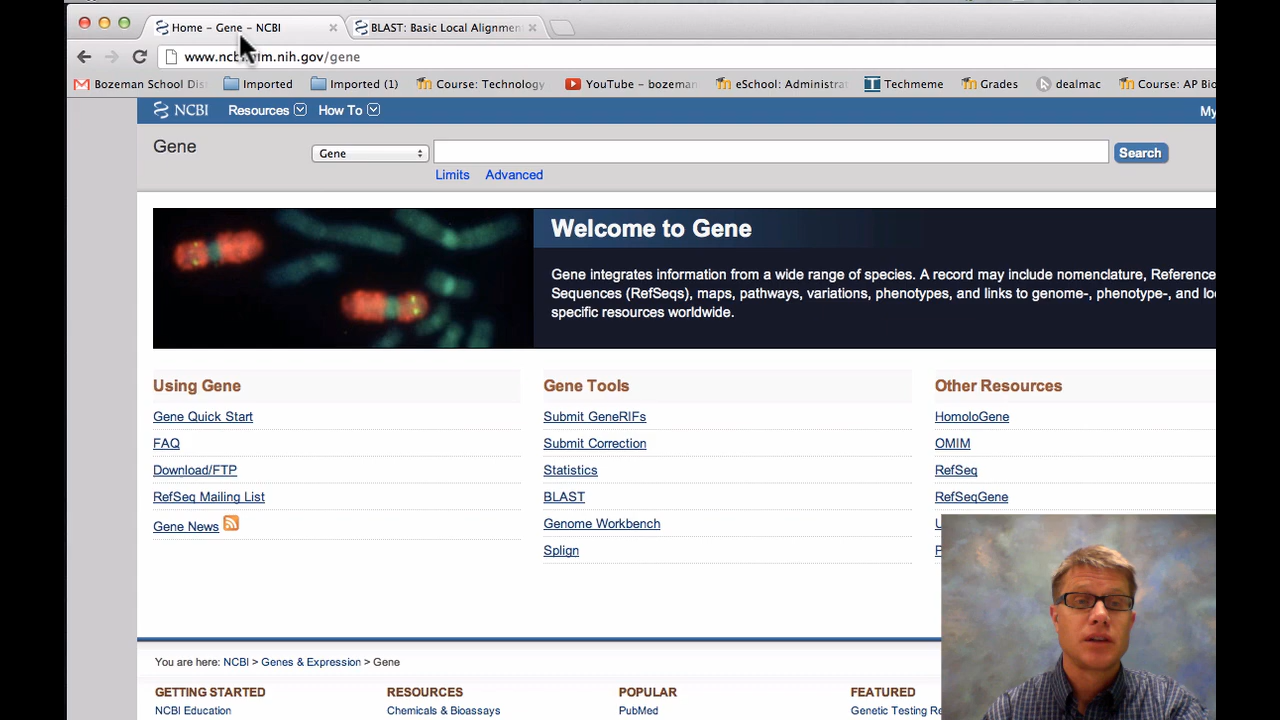 Home – Gene – NCBI
BLAST: Basic Local Alignmen
/gene
Bozeman School Dis
Imported
Imported (1)
Course: Technology
YouTube – bozeman
eSchool: Administra
Techmeme
Grades
dealmac
Course: AP Bio
NCBI
Resources
How To
My
Gene
Gene
Search
Limits
Advanced
Welcome to Gene
Gene integrates information from a wide range of species. A record may include nomenclature, Reference
Sequences (RefSeqs), maps, pathways, variations, phenotypes, and links to genome-, phenotype-, and
specific resources worldwide.
Using Gene
Gene Quick Start
FAQ
Download/FTP
RefSeq Mailing List
Gene News
Gene Tools
Submit GeneRIFs
Submit Correction
Statistics
BLAST
Genome Workbench
Splign
Other Resources
HomoloGene
OMIM
RefSeq
RefSeqGene
You are here: NCBI > Genes & Expression > Gene
GETTING STARTED
NCBI Education
RESOURCES
Chemicals & Bioassays
POPULAR
PubMed
FEATURED
Genetic Testing Re